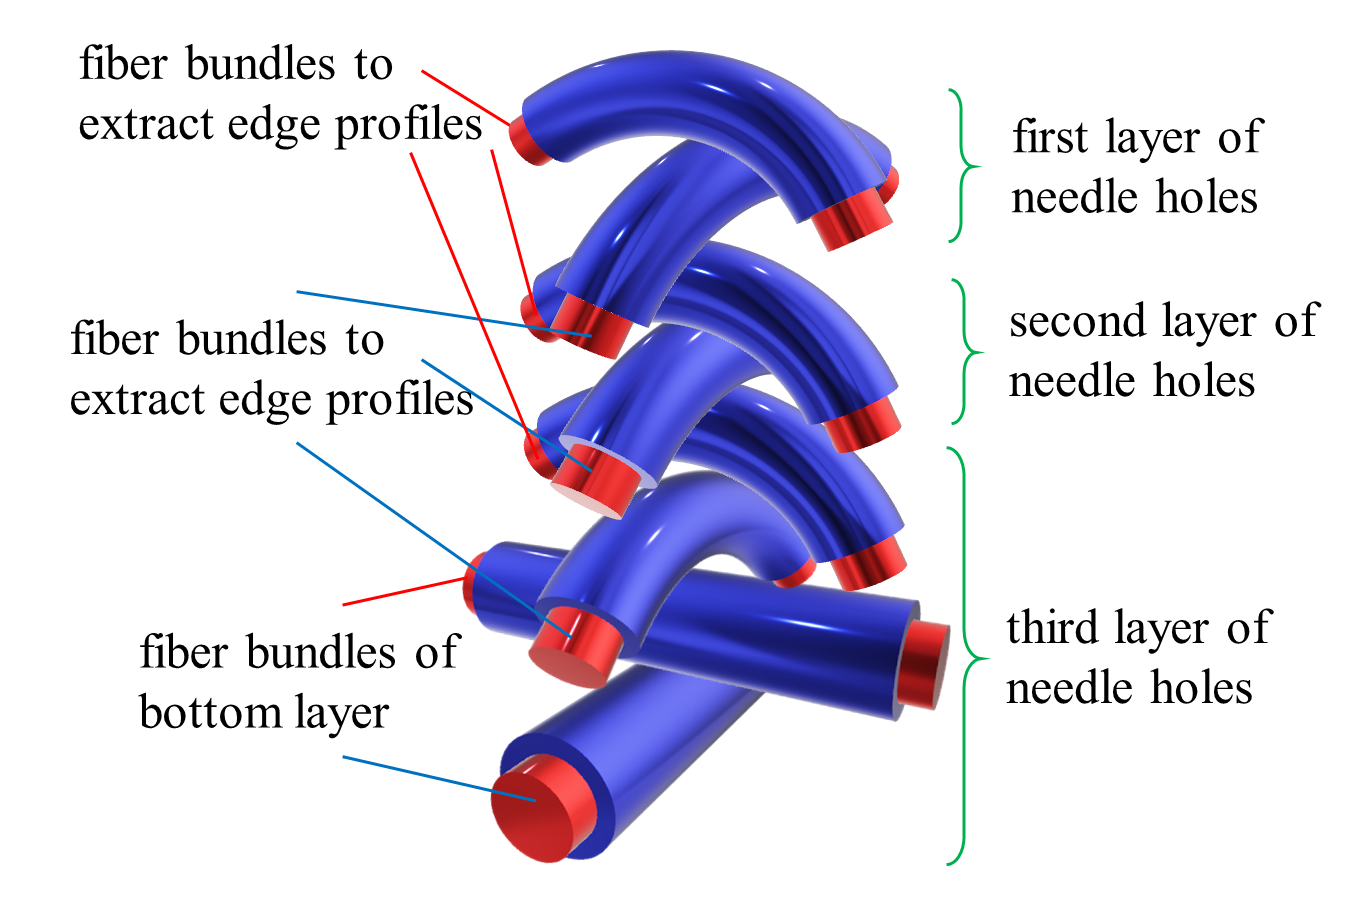 fiber bundles to
extract edge profiles
first layer of
needle holes
fiber bundles to
extract edge profiles
second layer of
needle holes
fiber bundles of
bottom layer
third layer of
needle holes